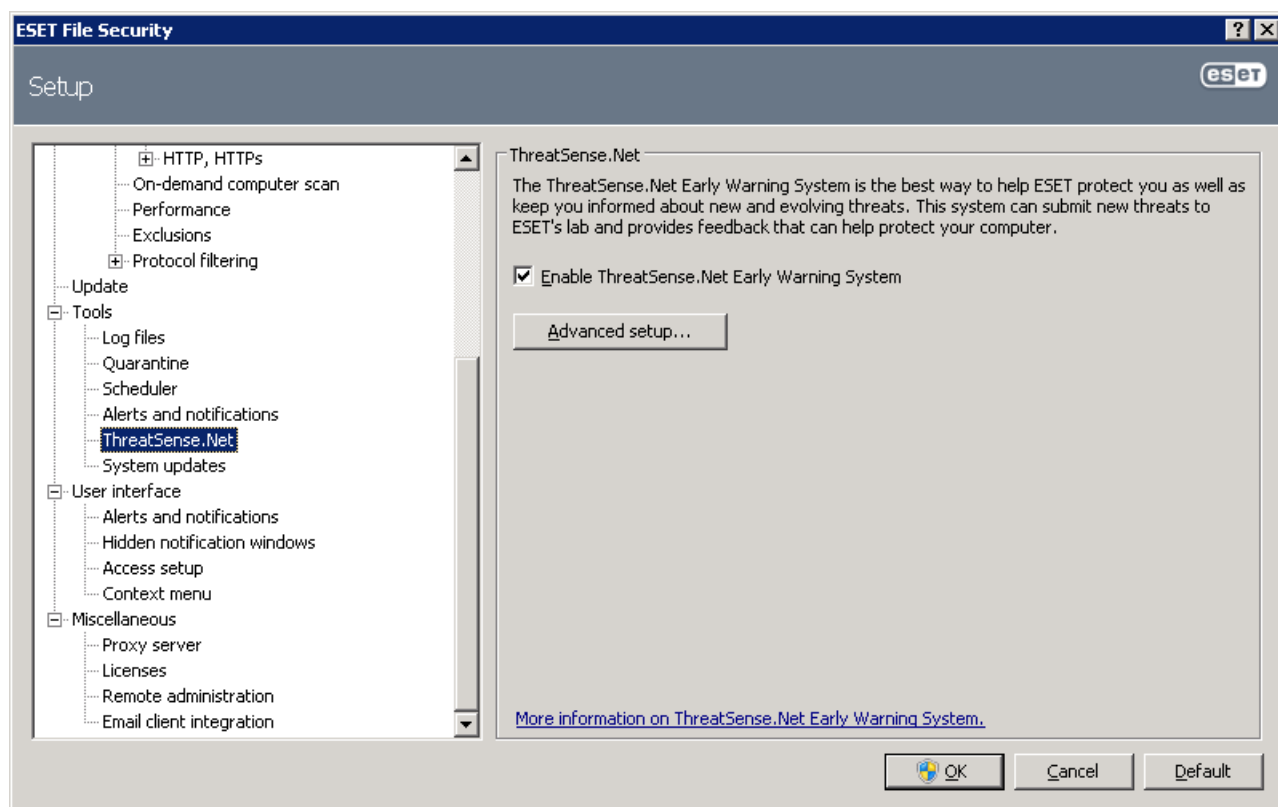 ESET File Security
Setup
eseT
HTTP, HTTPs
On-demand computer scan
Performance
Exclusions
Protocol filtering
Update
Tools
Log files
Quarantine
Scheduler
Alerts and notifications
ThreatSense.Net
System updates
User interface
Alerts and notifications
Hidden notification windows
Access setup
Context menu
Miscellaneous
Proxy server
Licenses
Remote administration
Email client integration
ThreatSense.Net
The ThreatSense.Net Early Warning System is the best way to help ESET protect you as well as
keep you informed about new and evolving threats. This system can submit new threats to
ESET's lab and provides feedback that can help protect your computer.
Enable ThreatSense.Net Early Warning System
Advanced setup...
More information on ThreatSense.Net Early Warning System.
OK
Cancel
Default